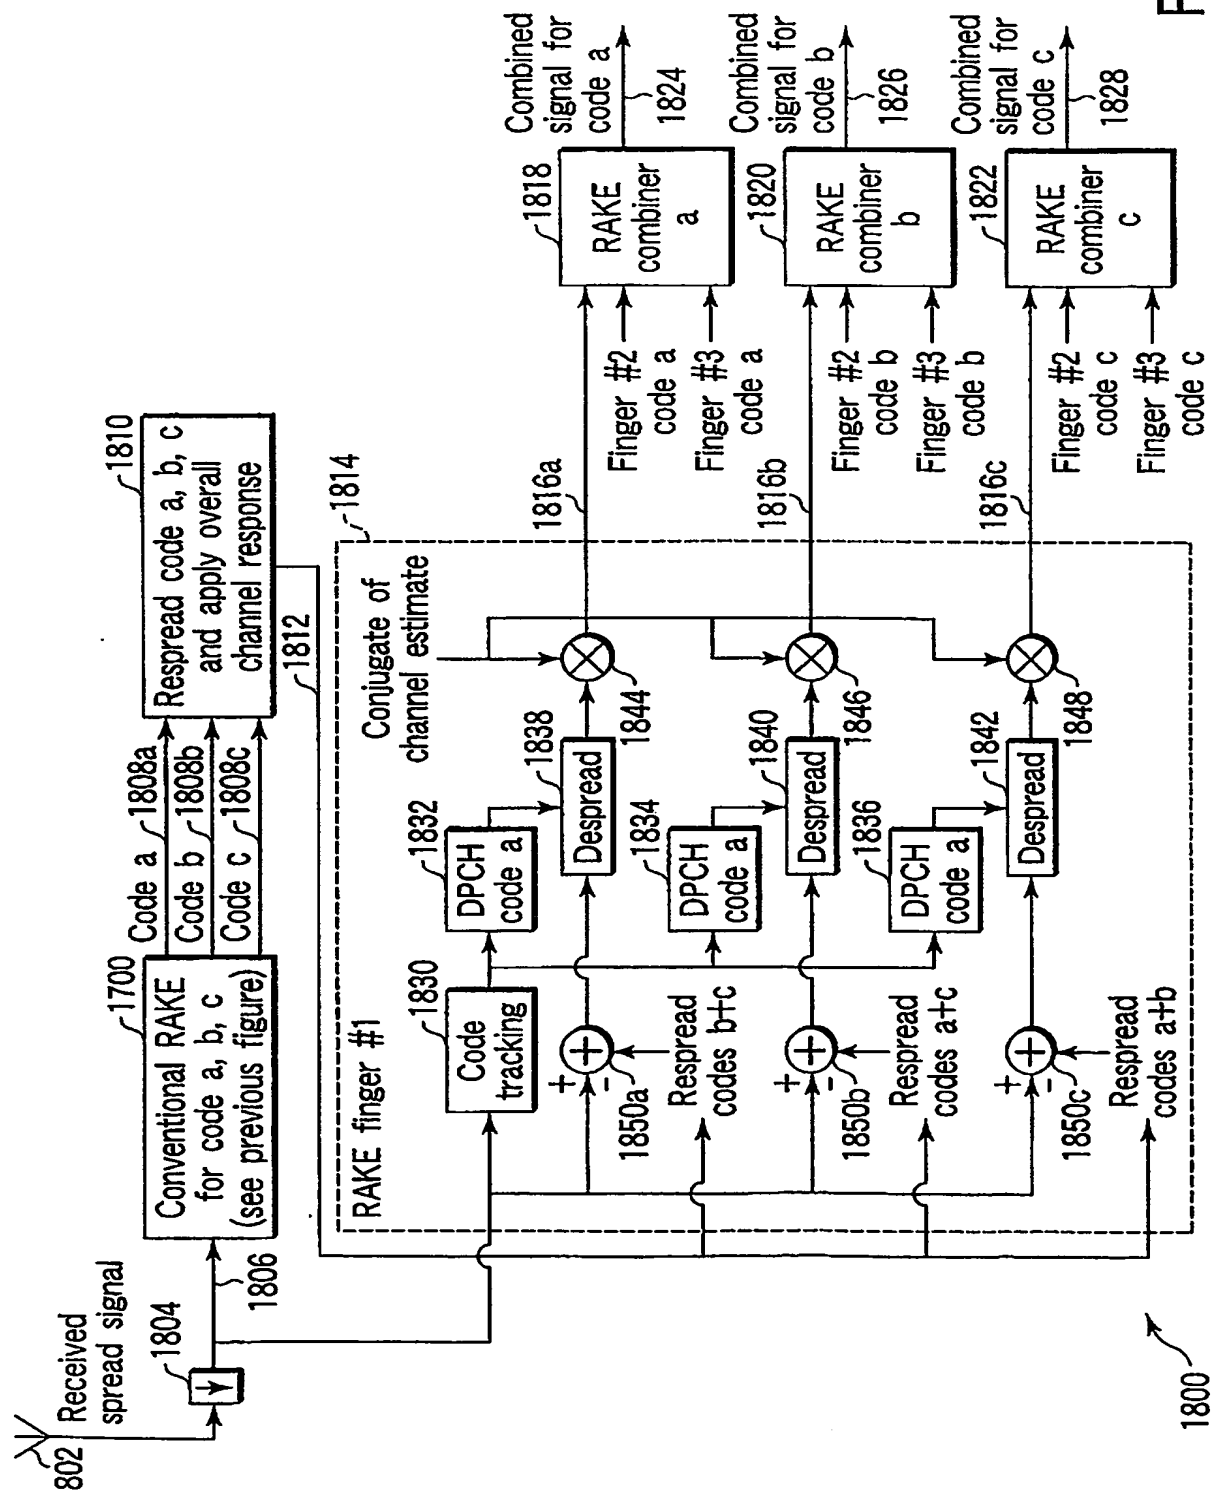 F
802
Received
spread signal
1804
1806
1700
Conventional RAKE
for code a, b, c
(see previous figure)
Code a
1808a
Code b
1808b
Code c
1808c
1810
Respread code a, b, c
and apply overall
channel response
1812
1814
RAKE finger #1
1830
Code
tracking
1832
DPCH
code a
1838
Despread
Conjugate of
channel estimate
1844
+
+
-
1850a
Respread
codes b+c
1834
DPCH
code a
1840
Despread
1846
+
+
-
1850b
Respread
codes a+c
1836
DPCH
code a
1842
Despread
1848
+
+
-
1850c
Respread
codes a+b
1816a
Finger #2
code a
Finger #3
code a
1818
RAKE
combiner
a
Combined
signal for
code a
1824
1816b
Finger #2
code b
Finger #3
code b
1820
RAKE
combiner
b
Combined
signal for
code b
1826
1816c
Finger #2
code c
Finger #3
code c
1822
RAKE
combiner
c
Combined
signal for
code c
1828
1800